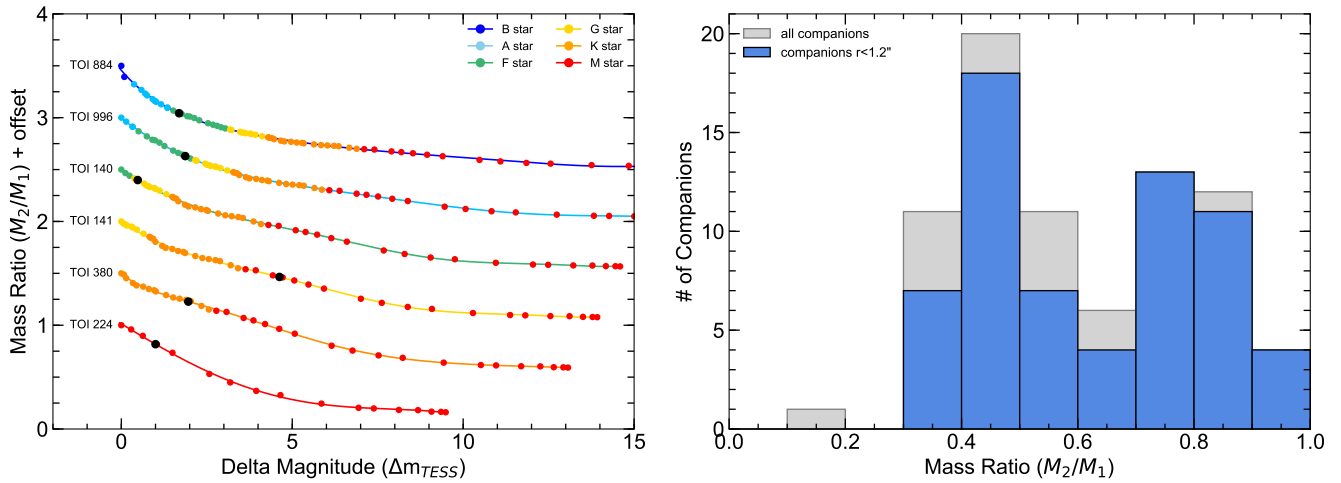 B star
A star
F star
G star
K star
M star
TOI 884
TOI 996
TOI 140
TOI 141
TOI 380
TOI 224
4
3
2
1
0
0
5
10
15
Mass Ratio (M₂/M₁) + offset
Delta Magnitude (Δm_TESS)
all companions
companions r<1.2"
20
15
10
5
0
0.0
0.2
0.4
0.6
0.8
1.0
# of Companions
Mass Ratio (M₂/M₁)